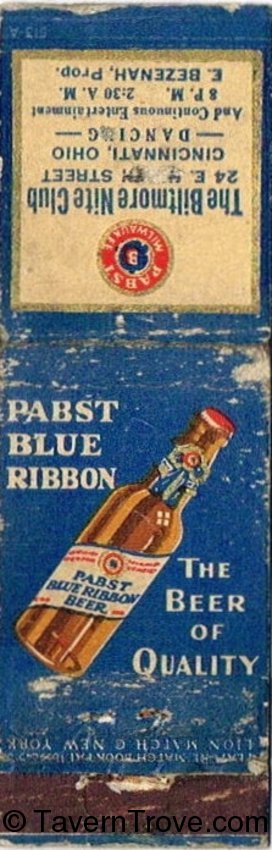 The Biltmore Nite Club
24 E. STREET
CINCINNATI, OHIO
— DANCING —
And Continuous Entertainment
8 P.M. 2:30 A.M.
E. BEZENAH, Prop.
PABST
MILWAUKEE
B
PABST
BLUE
RIBBON
PABST
BLUE RIBBON
BEER
THE
BEER
OF
QUALITY
LION MATCH © NEW YORK
© TavernTrove.com